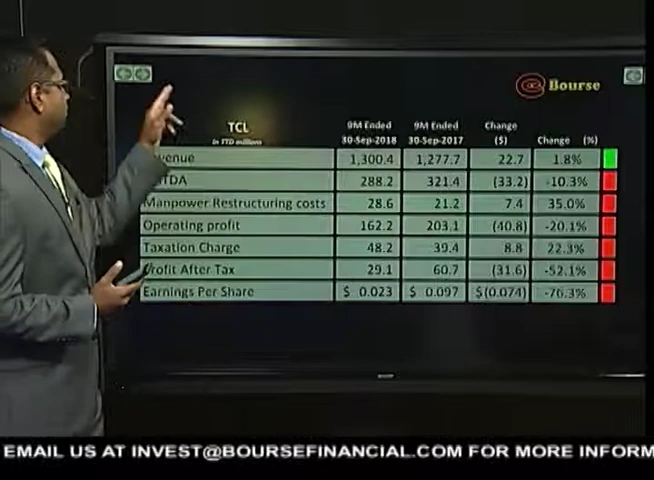 Bourse
TCL 9M Ended 9M Ended Change
in TTD millions 30-Sep-2018 30-Sep-2017 ($) Change (%)
venue 1,300.4 1,277.7 22.7 1.8%
TDA 288.2 321.4 (33.2) -10.3%
Manpower Restructuring costs 28.6 21.2 7.4 35.0%
Operating profit 162.2 203.1 (40.8) -20.1%
Taxation Charge 48.2 39.4 8.8 22.3%
rofit After Tax 29.1 60.7 (31.6) -52.1%
Earnings Per Share $ 0.023 $ 0.097 $(0.074) -76.3%
EMAIL US AT INVEST@BOURSEFINANCIAL.COM FOR MORE INFORM